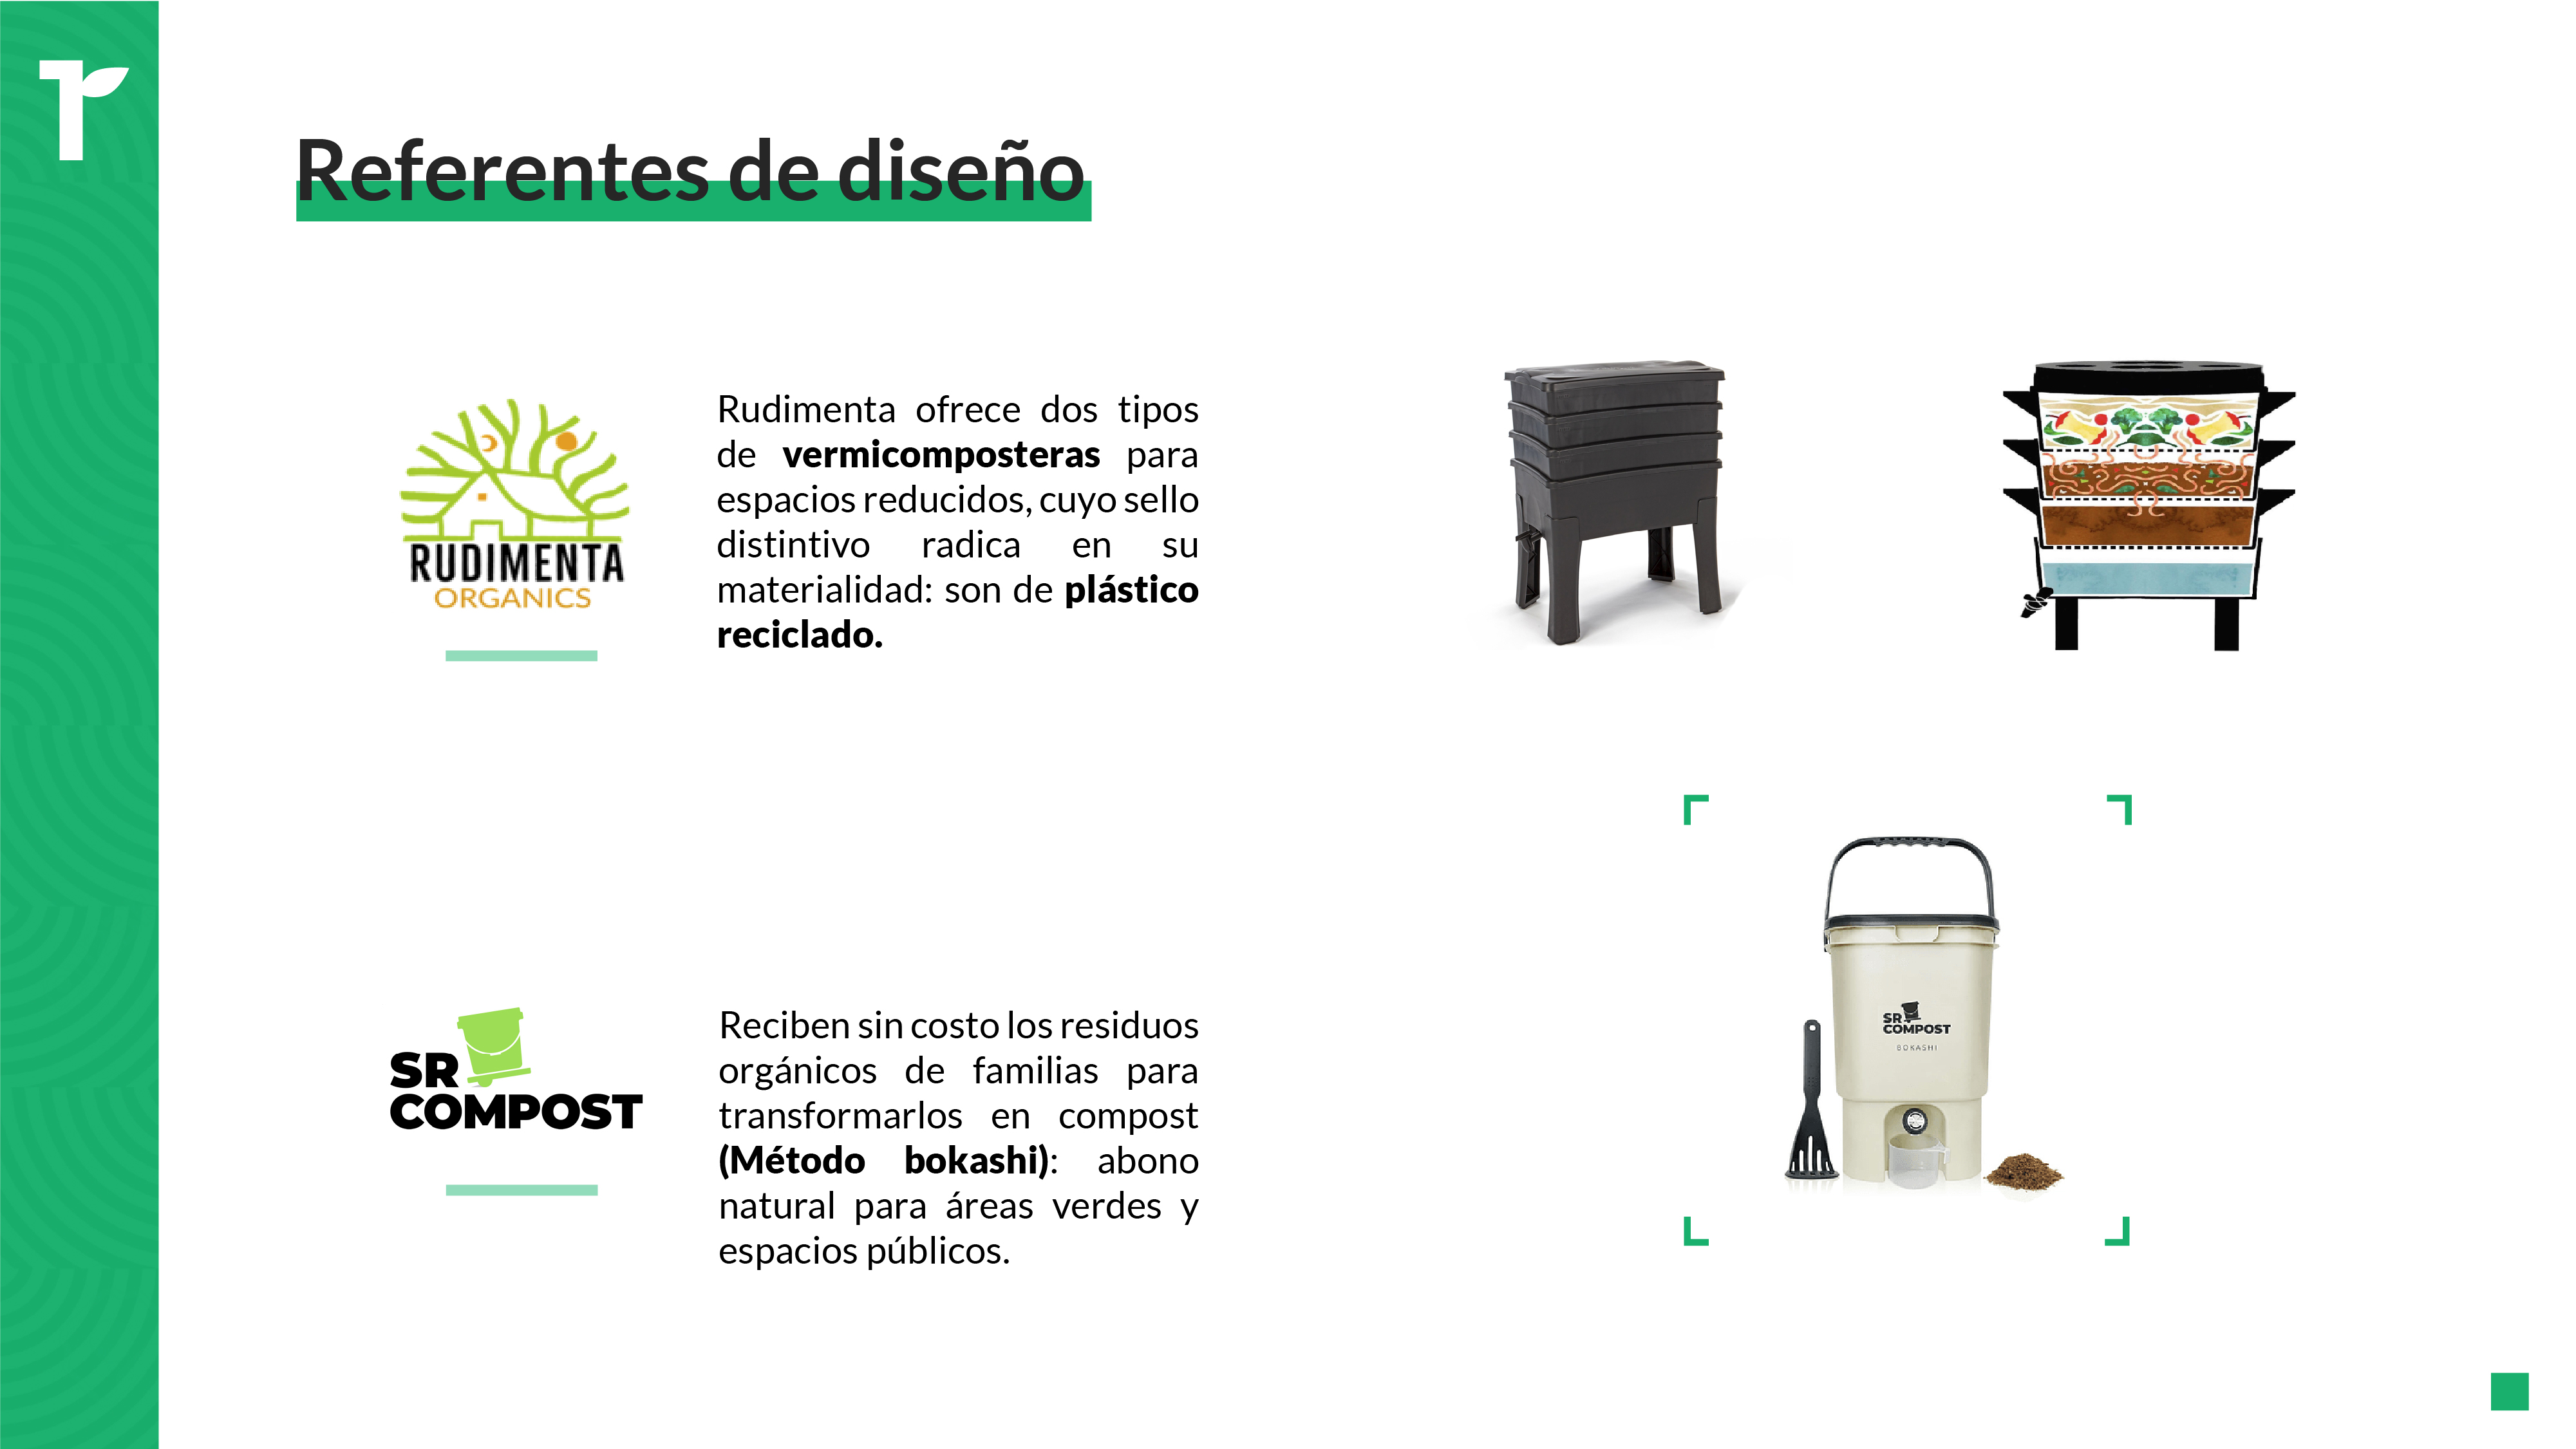 Referentes de diseño
RUDIMENTA
ORGANICS
Rudimenta ofrece dos tipos
de vermicomposteras para
espacios reducidos, cuyo sello
distintivo radica en su
materialidad: son de plástico
reciclado.
SR
COMPOST
Reciben sin costo los residuos
orgánicos de familias para
transformarlos en compost
(Método bokashi): abono
natural para áreas verdes y
espacios públicos.
SR
COMPOST
BOKASHI